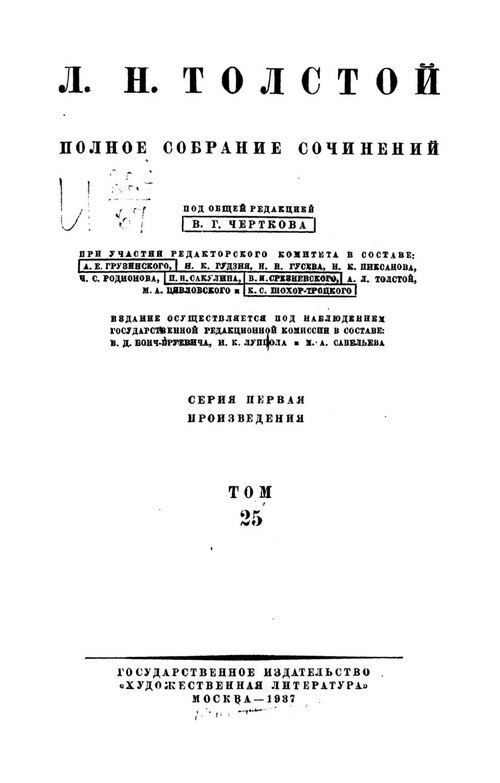 Л. Н. ТОЛСТОЙ
ПОЛНОЕ СОБРАНИЕ СОЧИНЕНИЙ
ПОД ОБЩЕЙ РЕДАКЦИЕЙ
В. Г. ЧЕРТКОВА
ПРИ УЧАСТИИ РЕДАКТОРСКОГО КОМИТЕТА В СОСТАВЕ:
А. Е. ГРУЗИНСКОГО, Н. К. ГУДЗИЯ, Н. Н. ГУСЕВА, Н. К. ПИКСАНОВА,
Ч. С. РОДИОНОВА, П. Н. САКУЛИНА, В. И. СРЕЗНЕВСКОГО, А. Л. ТОЛСТОЙ,
М. А. ЦЯВЛОВСКОГО и К. С. ШОХОР-ТРОЦКОГО
ИЗДАНИЕ ОСУЩЕСТВЛЯЕТСЯ ПОД НАБЛЮДЕНИЕМ
ГОСУДАРСТВЕННОЙ РЕДАКЦИОННОЙ КОМИССИИ В СОСТАВЕ:
В. Д. БОНЧ-БРУЕВИЧА, И. К. ЛУППОЛА и М. А. САВЕЛЬЕВА
СЕРИЯ ПЕРВАЯ
ПРОИЗВЕДЕНИЯ
ТОМ
25
ГОСУДАРСТВЕННОЕ ИЗДАТЕЛЬСТВО
«ХУДОЖЕСТВЕННАЯ ЛИТЕРАТУРА»
МОСКВА — 1937